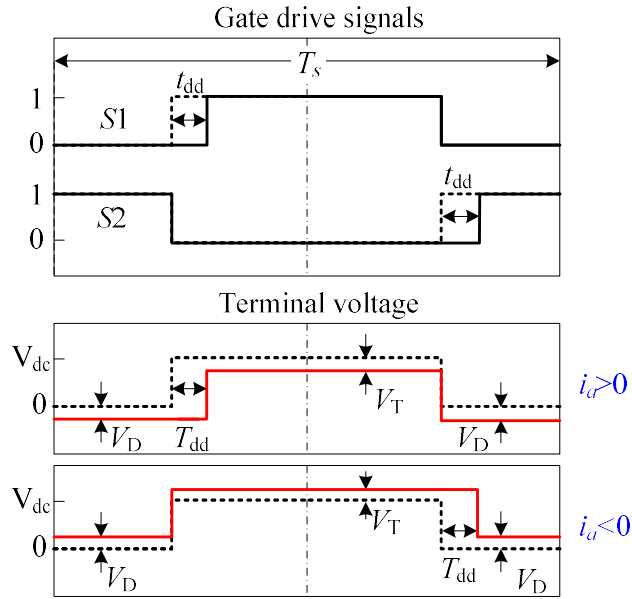 Gate drive signals
T_s
t_dd
1
S1
0
t_dd
1
S2
0
Terminal voltage
V_dc
i_a>0
0
V_T
V_D
T_dd
V_D
V_dc
V_T
i_a<0
0
T_dd
V_D
V_D